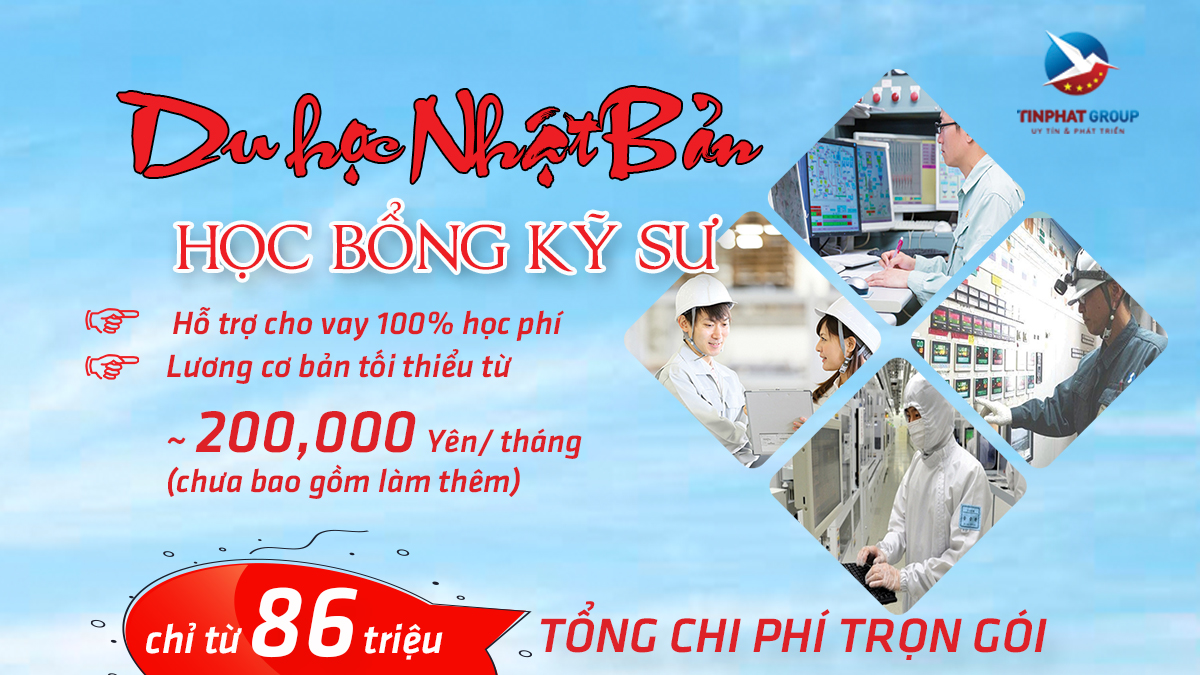 TINPHAT GROUP
UY TÍN & PHÁT TRIỂN
Du học Nhật Bản
HỌC BỔNG KỸ SƯ
Hỗ trợ cho vay 100% học phí
Lương cơ bản tối thiểu từ
~ 200,000 Yên/ tháng
(chưa bao gồm làm thêm)
chỉ từ 86 triệu
TỔNG CHI PHÍ TRỌN GÓI